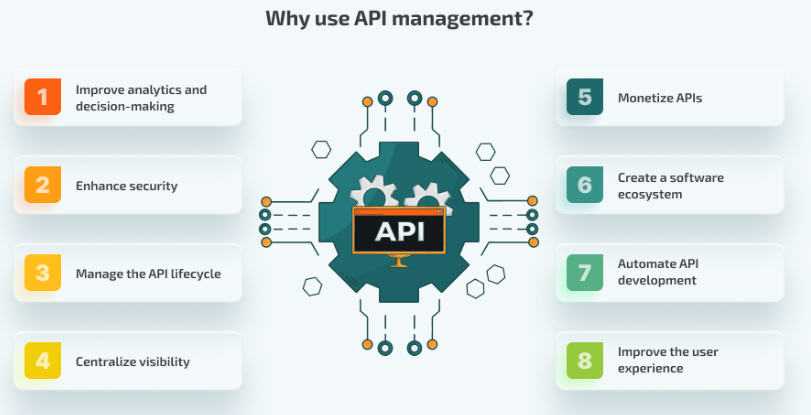 Why use API management?
1
Improve analytics and
decision-making
2
Enhance security
3
Manage the API lifecycle
4
Centralize visibility
API
5
Monetize APIs
6
Create a software
ecosystem
7
Automate API
development
8
Improve the user
experience